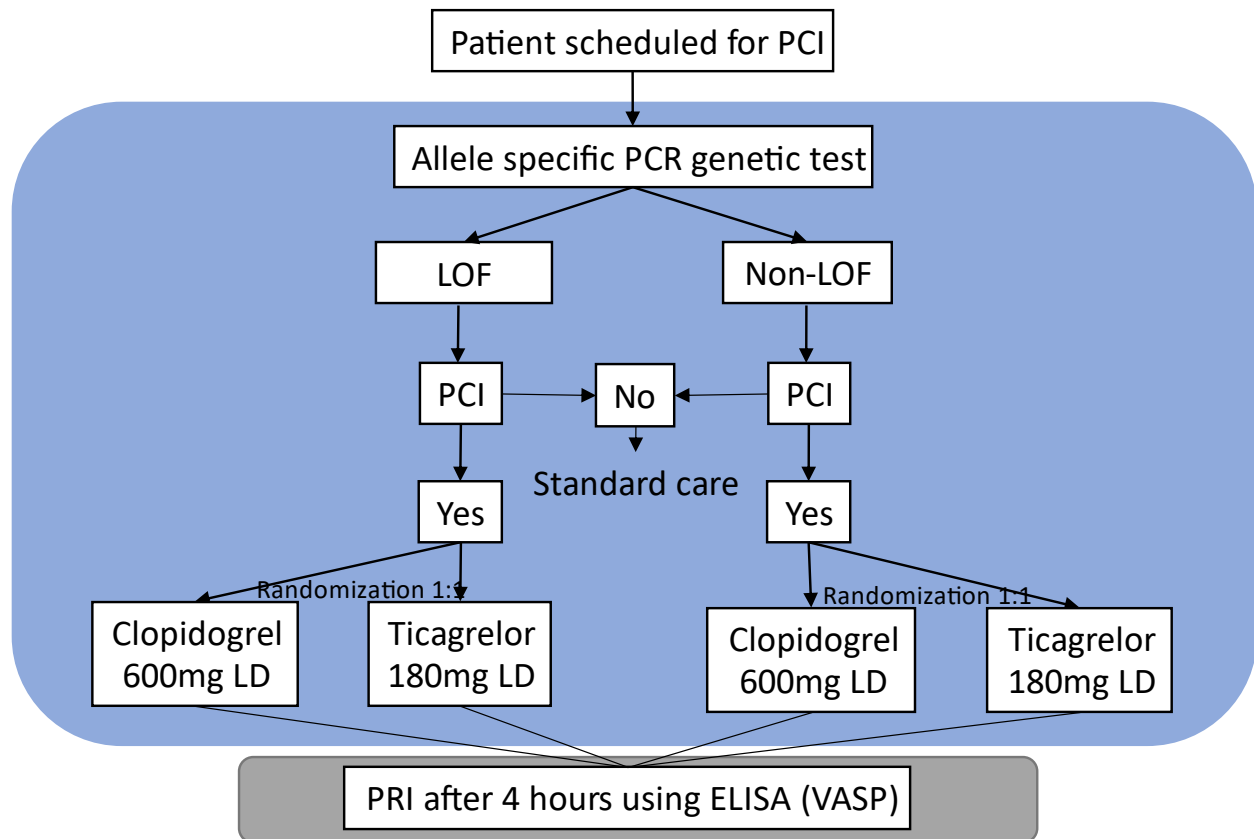 Patient scheduled for PCI
Allele specific PCR genetic test
LOF
Non-LOF
PCI
No
PCI
Standard care
Yes
Yes
Randomization 1:1
Randomization 1:1
Clopidogrel
600mg LD
Ticagrelor
180mg LD
Clopidogrel
600mg LD
Ticagrelor
180mg LD
PRI after 4 hours using ELISA (VASP)